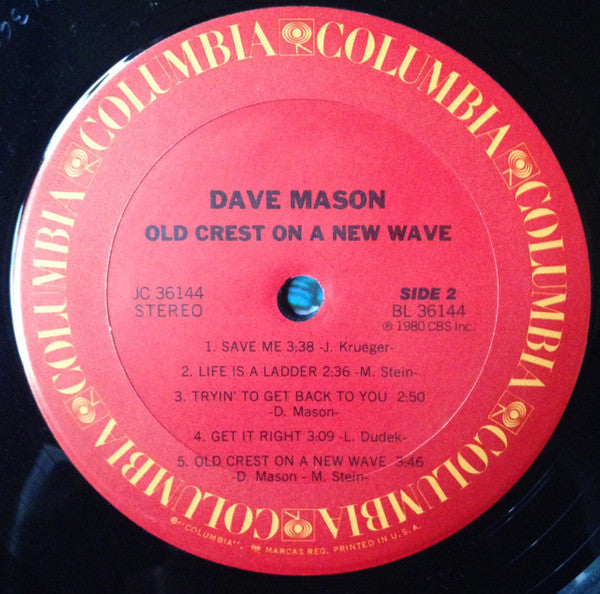 COLUMBIA COLUMBIA COLUMBIA COLUMBIA COLUMBIA COLUMBIA
DAVE MASON
OLD CREST ON A NEW WAVE
JC 36144
STEREO
SIDE 2
BL 36144
℗ 1980 CBS Inc.
1. SAVE ME 3:38 -J. Krueger-
2. LIFE IS A LADDER 2:36 -M. Stein-
3. TRYIN' TO GET BACK TO YOU 2:50
-D. Mason-
4. GET IT RIGHT 3:09 -L. Dudek-
5. OLD CREST ON A NEW WAVE 3:46
-D. Mason - M. Stein-
®"COLUMBIA", MARCAS REG. PRINTED IN U.S.A.